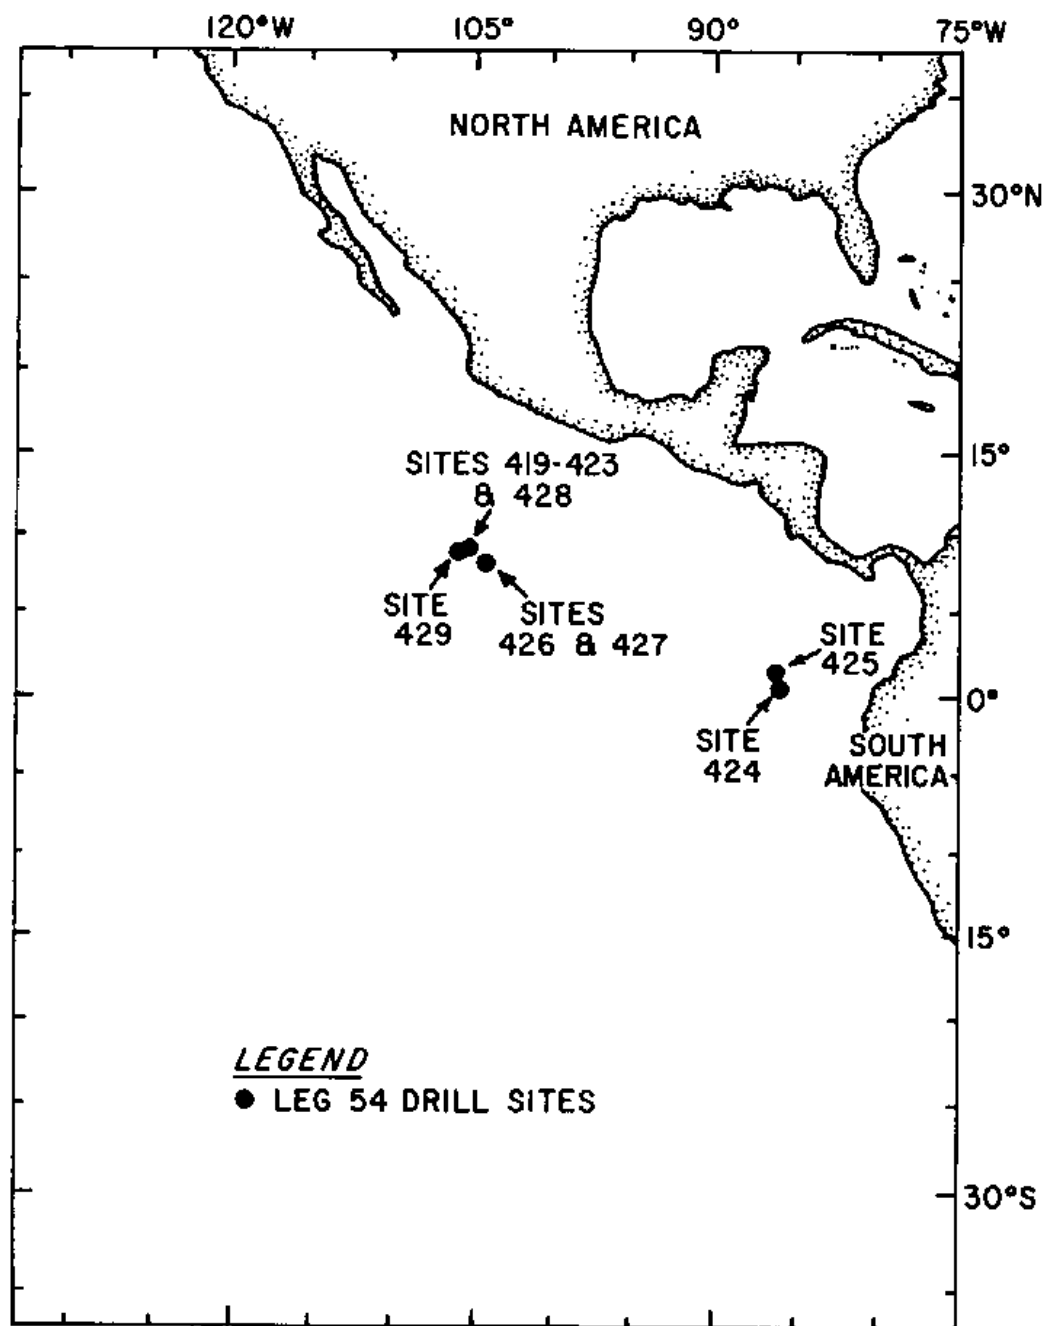 120°W 105° 90° 75°W
NORTH AMERICA
30°N
15°
SITES 419-423
& 428
SITE
429
SITES
426 & 427
SITE
425
0°
SITE
424
SOUTH
AMERICA
15°
LEGEND
LEG 54 DRILL SITES
30°S